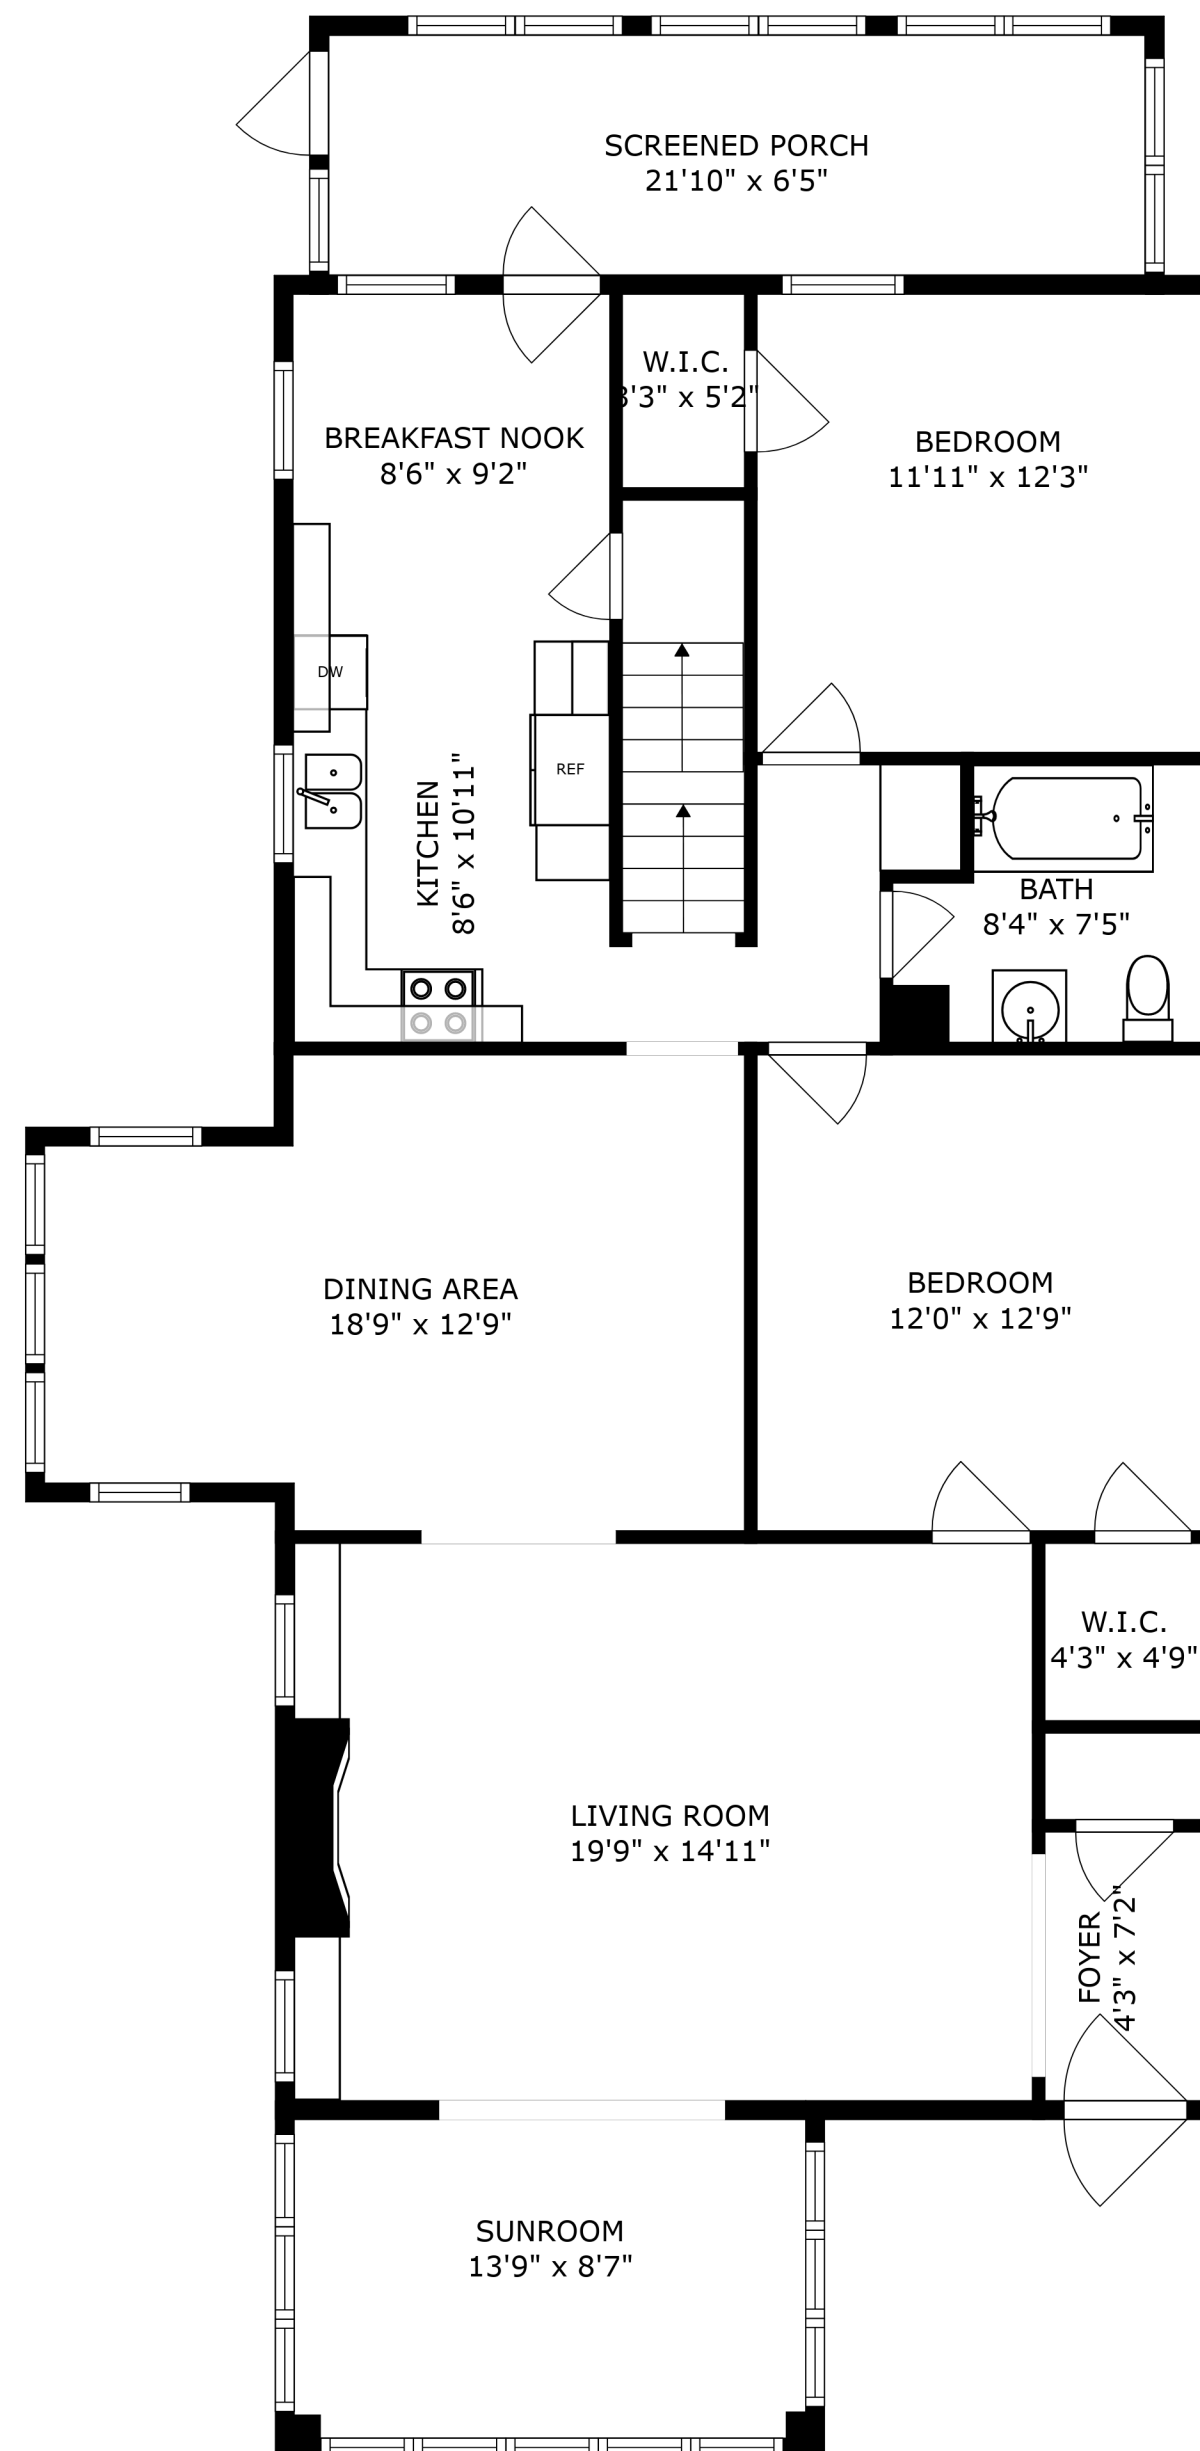 SCREENED PORCH
21'10" x 6'5"
W.I.C.
3'3" x 5'2"
BREAKFAST NOOK
8'6" x 9'2"
BEDROOM
11'11" x 12'3"
DW
REF
KITCHEN
8'6" x 10'11"
BATH
8'4" x 7'5"
DINING AREA
18'9" x 12'9"
BEDROOM
12'0" x 12'9"
W.I.C.
4'3" x 4'9"
LIVING ROOM
19'9" x 14'11"
FOYER
4'3" x 7'2"
SUNROOM
13'9" x 8'7"